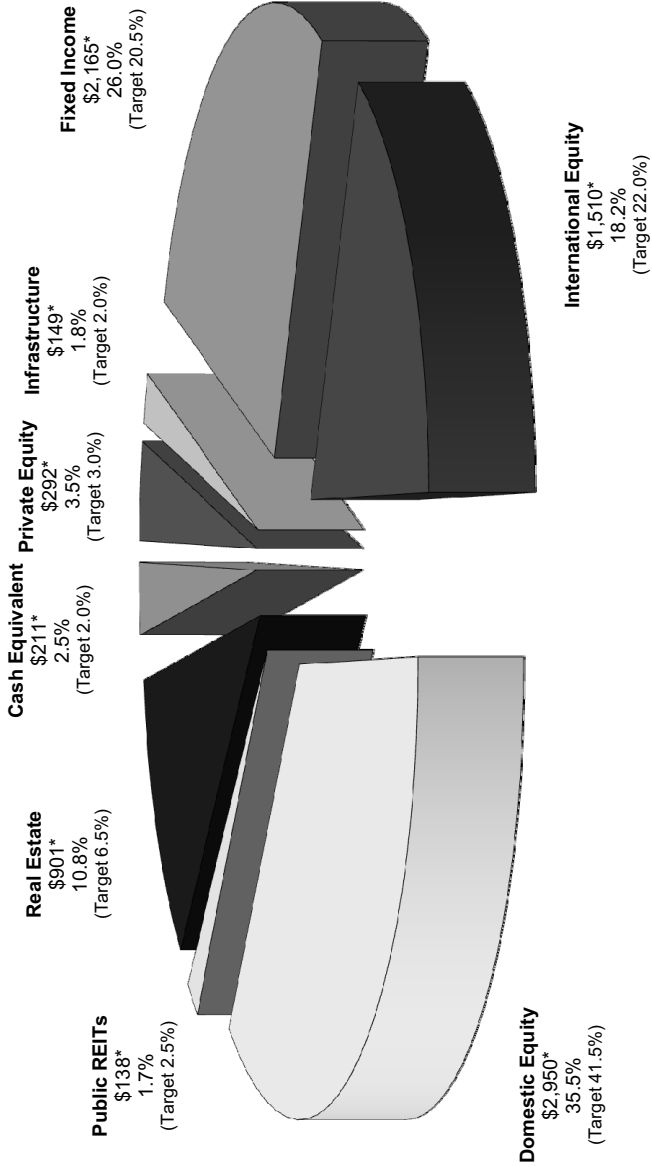 Public REITs
$138*
1.7%
(Target 2.5%)
Real Estate
$901*
10.8%
(Target 6.5%)
Cash Equivalent
$211*
2.5%
(Target 2.0%)
Private Equity
$292*
3.5%
(Target 3.0%)
Infrastructure
$149*
1.8%
(Target 2.0%)
Fixed Income
$2,165*
26.0%
(Target 20.5%)
Domestic Equity
$2,950*
35.5%
(Target 41.5%)
International Equity
$1,510*
18.2%
(Target 22.0%)